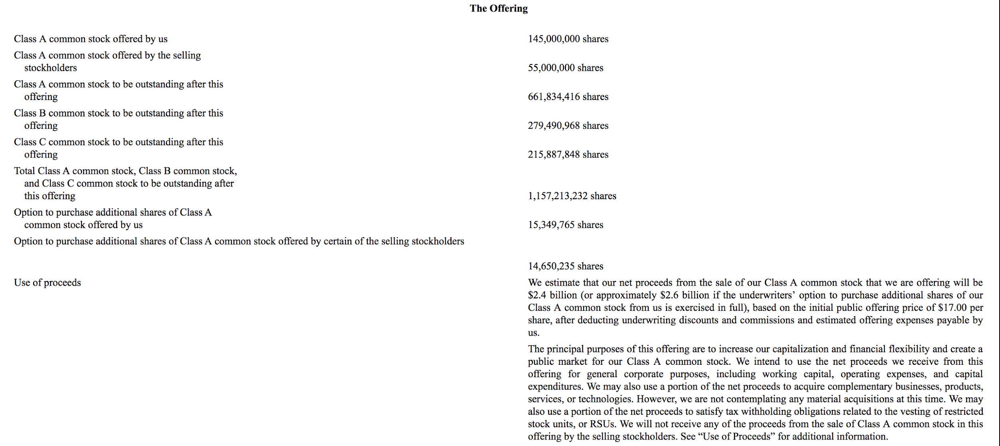 The Offering
Class A common stock offered by us 145,000,000 shares
Class A common stock offered by the selling
stockholders 55,000,000 shares
Class A common stock to be outstanding after this
offering 661,834,416 shares
Class B common stock to be outstanding after this
offering 279,490,968 shares
Class C common stock to be outstanding after this
offering 215,887,848 shares
Total Class A common stock, Class B common stock,
and Class C common stock to be outstanding after
this offering 1,157,213,232 shares
Option to purchase additional shares of Class A
common stock offered by us 15,349,765 shares
Option to purchase additional shares of Class A common stock offered by certain of the selling stockholders
14,650,235 shares
Use of proceeds We estimate that our net proceeds from the sale of our Class A common stock that we are offering will be
$2.4 billion (or approximately $2.6 billion if the underwriters’ option to purchase additional shares of our
Class A common stock from us is exercised in full), based on the initial public offering price of $17.00 per
share, after deducting underwriting discounts and commissions and estimated offering expenses payable by
us.
The principal purposes of this offering are to increase our capitalization and financial flexibility and create a
public market for our Class A common stock. We intend to use the net proceeds we receive from this
offering for general corporate purposes, including working capital, operating expenses, and capital
expenditures. We may also use a portion of the net proceeds to acquire complementary businesses, products,
services, or technologies. However, we are not contemplating any material acquisitions at this time. We may
also use a portion of the net proceeds to satisfy tax withholding obligations related to the vesting of restricted
stock units, or RSUs. We will not receive any of the proceeds from the sale of Class A common stock in this
offering by the selling stockholders. See “Use of Proceeds” for additional information.